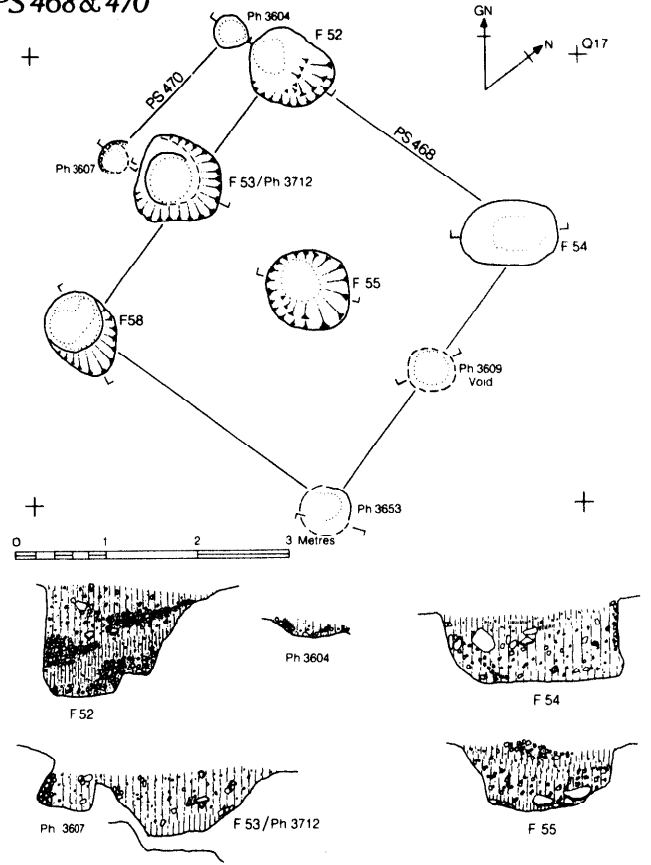 PS 468 & 470
Ph 3604
F 52
GN
N
Q17
PS 470
PS 468
Ph 3607
F 53/Ph 3712
F 54
F 55
F58
Ph 3609
Void
Ph 3653
0 1 2 3 Metres
F 52
Ph 3604
F 54
Ph 3607
F 53/Ph 3712
F 55